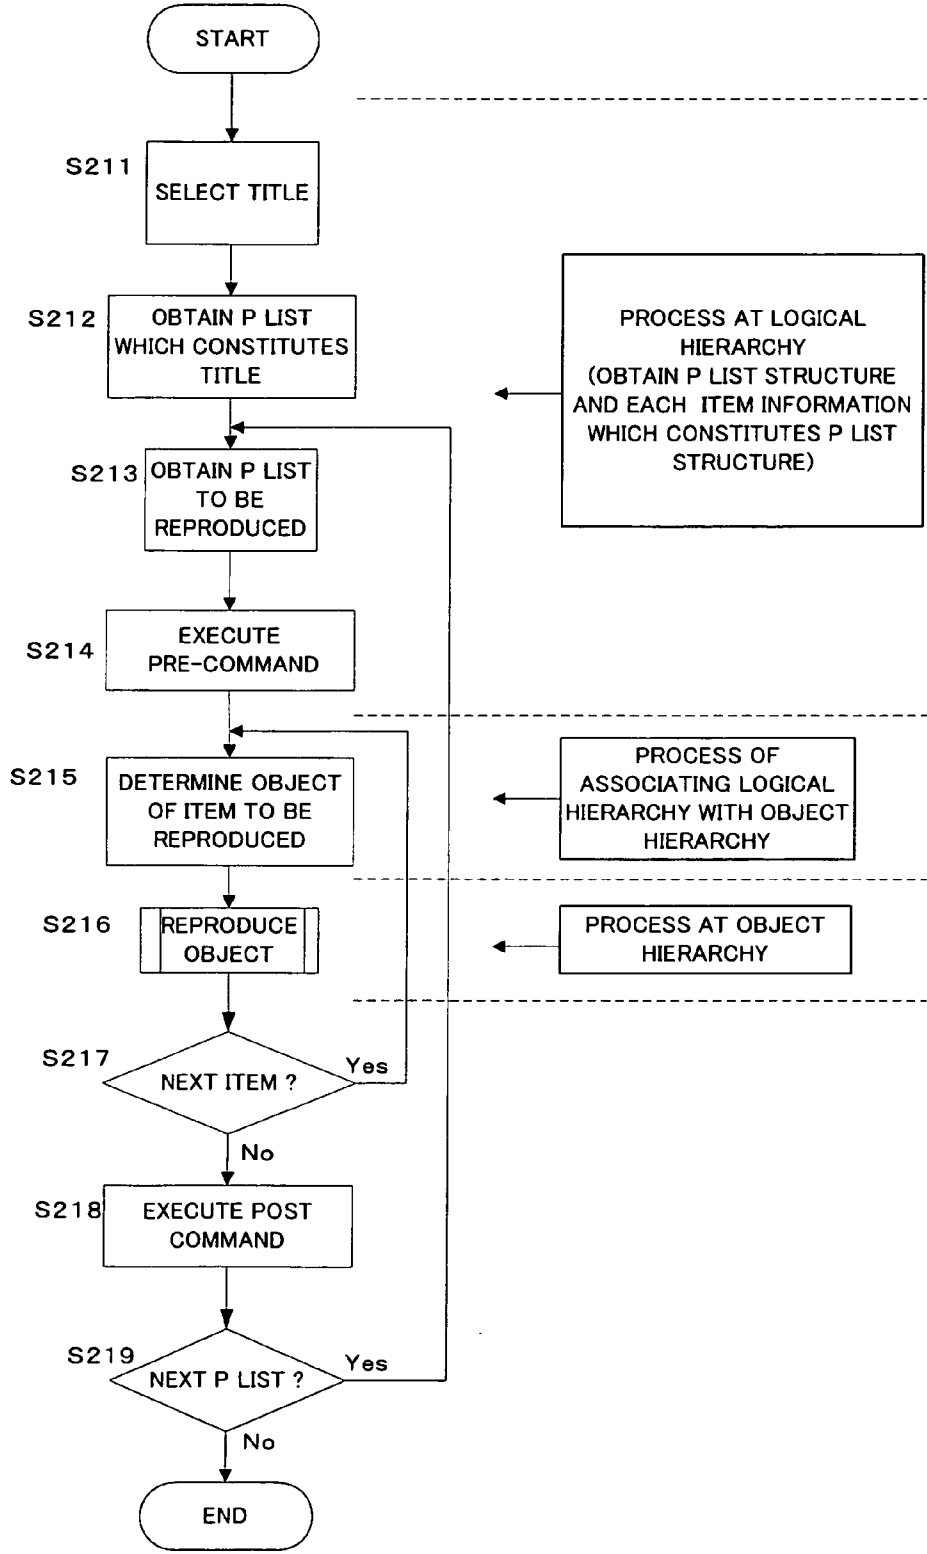 START
S211
SELECT TITLE
S212
OBTAIN P LIST
WHICH CONSTITUTES
TITLE
PROCESS AT LOGICAL
HIERARCHY
(OBTAIN P LIST STRUCTURE
AND EACH ITEM INFORMATION
WHICH CONSTITUTES P LIST
STRUCTURE)
S213
OBTAIN P LIST
TO BE
REPRODUCED
S214
EXECUTE
PRE-COMMAND
S215
DETERMINE OBJECT
OF ITEM TO BE
REPRODUCED
PROCESS OF
ASSOCIATING LOGICAL
HIERARCHY WITH OBJECT
HIERARCHY
S216
REPRODUCE
OBJECT
PROCESS AT OBJECT
HIERARCHY
S217
NEXT ITEM ?
Yes
No
S218
EXECUTE POST
COMMAND
S219
NEXT P LIST ?
Yes
No
END